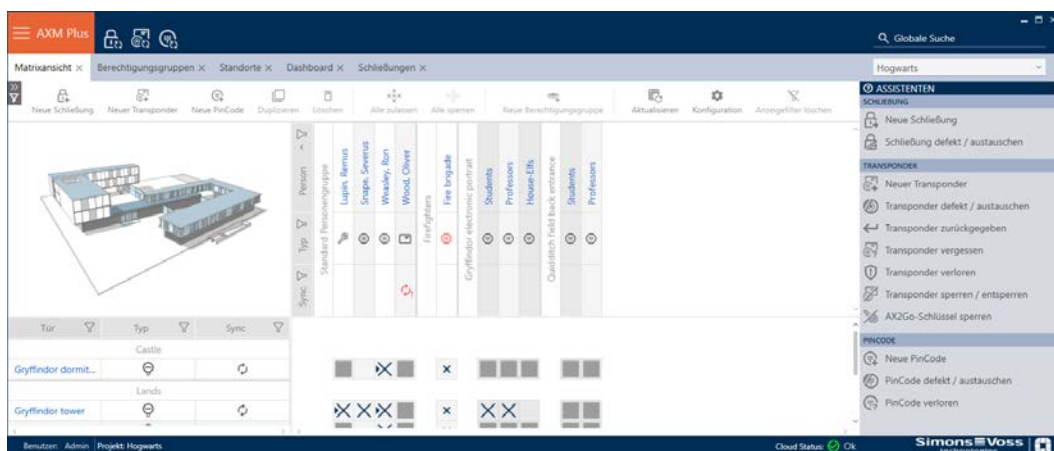 AXM Plus
Globale Suche
Matrixansicht × Berechtigungsgruppen × Standorte × Dashboard × Schließungen ×
Hogwarts
Neue Schließung Neuer Transponder Neue PinCode Duplizieren Löschen Alle zulassen Alle sperren Neue Berechtigungsgruppe Aktualisieren Konfiguration Anzeigefilter löschen
ASSISTENTEN
SCHLIEßUNG
Neue Schließung
Schließung defekt / austauschen
TRANSPONDER
Neuer Transponder
Transponder defekt / austauschen
Transponder zurückgegeben
Transponder vergessen
Transponder verloren
Transponder sperren / entsperren
AX2Go-Schlüssel sperren
PINCODE
Neue PinCode
PinCode defekt / austauschen
PinCode verloren
Person
Typ
Sync
Standard Personengruppe
Lupin, Remus
Snape, Severus
Weasley, Ron
Wood, Oliver
Firefighters
Fire brigade
Gryffindor electronic portrait
Students
Professors
House-Elfs
Quidditch field back entrance
Students
Professors
Tür Typ Sync
Castle
Gryffindor dormit...
Lands
Gryffindor tower
Benutzer: Admin Projekt: Hogwarts
Cloud Status: Ok
SimonsVoss
technologies